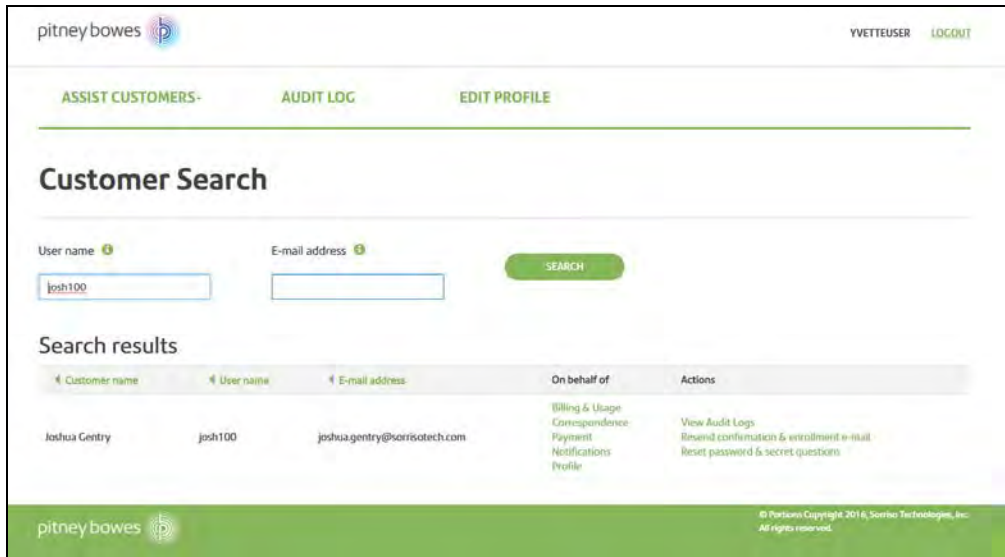 pitney bowes
YVETTEUSER LOGOUT
ASSIST CUSTOMERS- AUDIT LOG EDIT PROFILE
Customer Search
User name E-mail address
SEARCH
josh100
Search results
Customer name User name E-mail address On behalf of Actions
Billing & Usage
Correspondence View Audit Logs
Joshua Gentry josh100 joshua.gentry@sorrisotech.com Payment Resend confirmation & enrollment e-mail
Notifications Reset password & secret questions
Profile
pitney bowes
© Portions Copyright 2016, Sorriso Technologies, Inc.
All rights reserved.